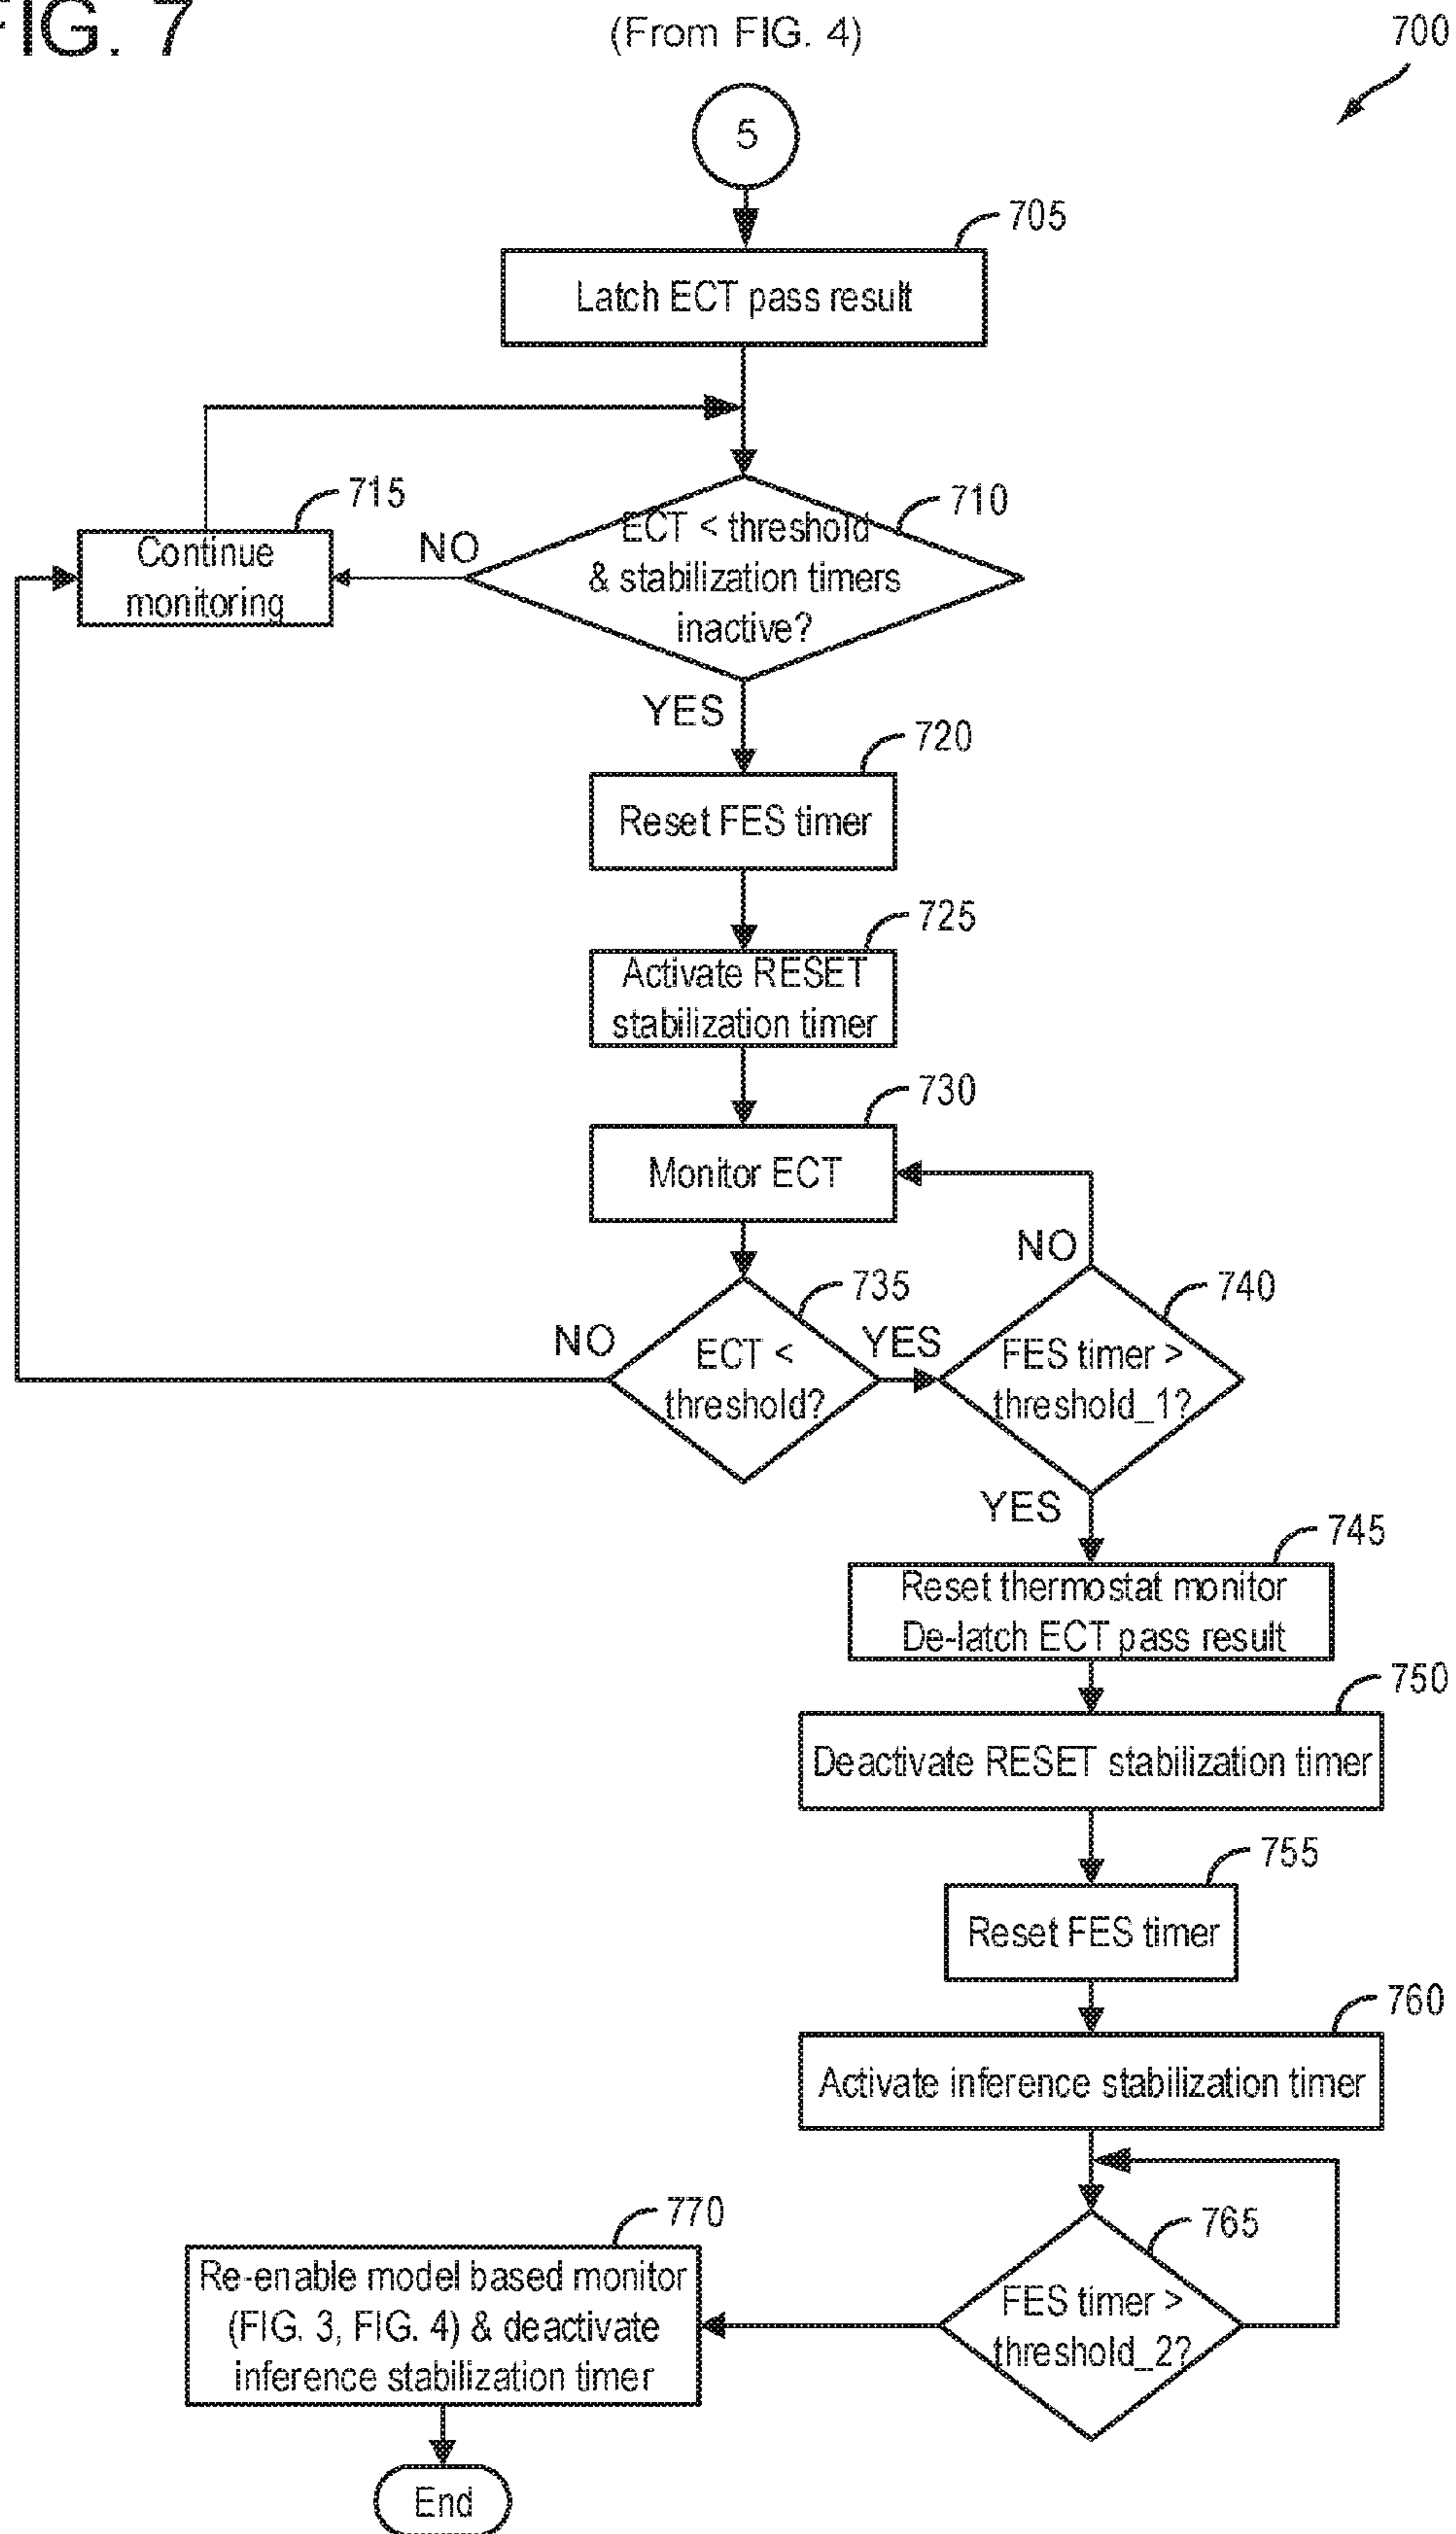 FIG. 7
(From FIG. 4)
700
5
705
Latch ECT pass result
715
Continue
monitoring
NO
710
ECT < threshold
& stabilization timers
inactive?
YES
720
Reset FES timer
725
Activate RESET
stabilization timer
730
Monitor ECT
NO
735
ECT <
threshold?
YES
NO
740
FES timer >
threshold_1?
YES
745
Reset thermostat monitor
De-latch ECT pass result
750
Deactivate RESET stabilization timer
755
Reset FES timer
760
Activate inference stabilization timer
765
FES timer >
threshold_2?
770
Re-enable model based monitor
(FIG. 3, FIG. 4) & deactivate
inference stabilization timer
End